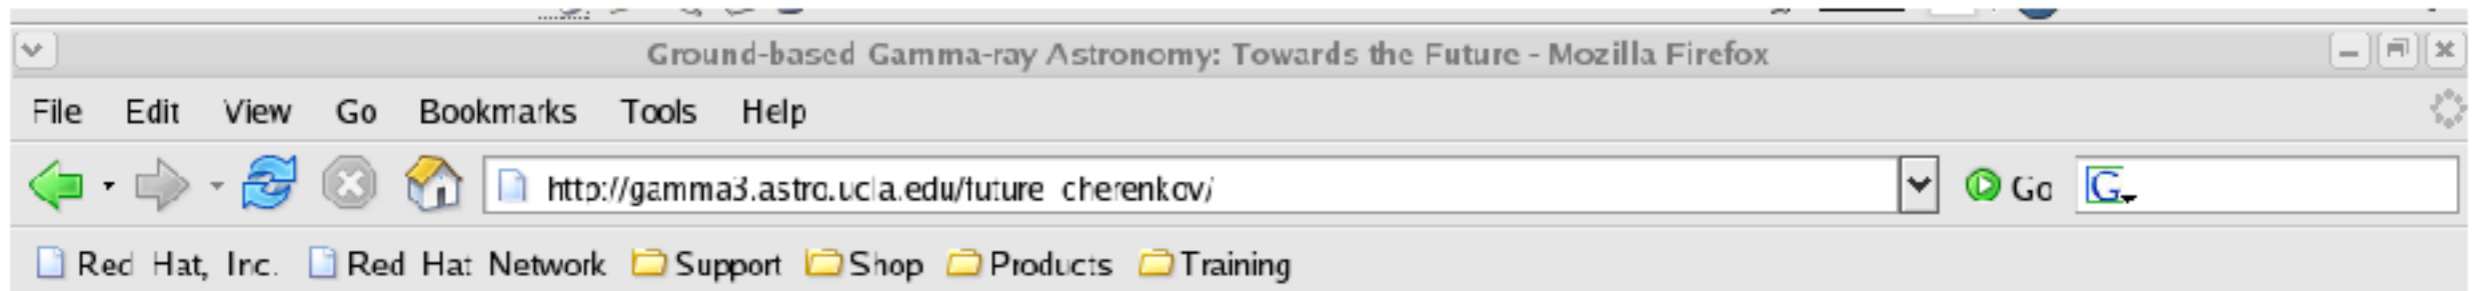 Ground-based Gamma-ray Astronomy: Towards the Future - Mozilla Firefox
File Edit View Go Bookmarks Tools Help
http://gamma3.astro.ucla.edu/future_cherenkov/ Go G
Red Hat, Inc. Red Hat Network Support Shop Products Training